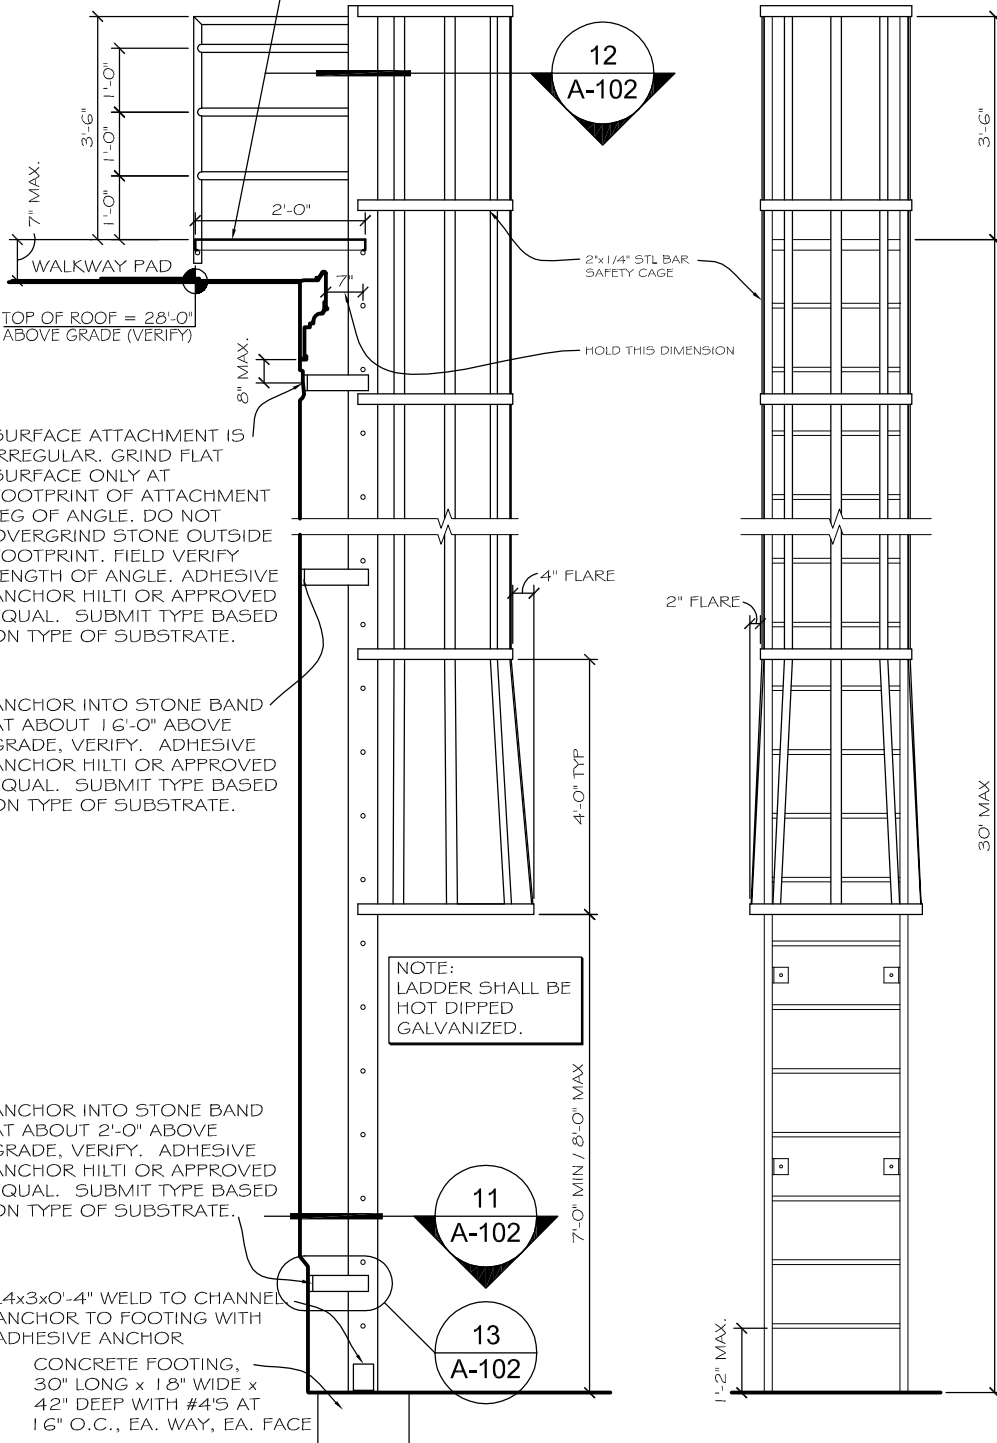 12
A-102
3'-6"
1'-0"
1'-0"
1'-0"
7" MAX.
2'-0"
WALKWAY PAD
7"
TOP OF ROOF = 28'-0"
ABOVE GRADE (VERIFY)
8" MAX.
2"x1/4" STL BAR
SAFETY CAGE
HOLD THIS DIMENSION
3'-6"
SURFACE ATTACHMENT IS
IRREGULAR. GRIND FLAT
SURFACE ONLY AT
FOOTPRINT OF ATTACHMENT
LEG OF ANGLE. DO NOT
OVERGRIND STONE OUTSIDE
FOOTPRINT. FIELD VERIFY
LENGTH OF ANGLE. ADHESIVE
ANCHOR HILTI OR APPROVED
EQUAL. SUBMIT TYPE BASED
ON TYPE OF SUBSTRATE.
4" FLARE
2" FLARE
ANCHOR INTO STONE BAND
AT ABOUT 16'-0" ABOVE
GRADE, VERIFY. ADHESIVE
ANCHOR HILTI OR APPROVED
EQUAL. SUBMIT TYPE BASED
ON TYPE OF SUBSTRATE.
4'-0" TYP
30' MAX
NOTE:
LADDER SHALL BE
HOT DIPPED
GALVANIZED.
7'-0" MIN / 8'-0" MAX
ANCHOR INTO STONE BAND
AT ABOUT 2'-0" ABOVE
GRADE, VERIFY. ADHESIVE
ANCHOR HILTI OR APPROVED
EQUAL. SUBMIT TYPE BASED
ON TYPE OF SUBSTRATE.
11
A-102
L4x3x0'-4" WELD TO CHANNEL
ANCHOR TO FOOTING WITH
ADHESIVE ANCHOR
13
A-102
CONCRETE FOOTING,
30" LONG x 18" WIDE x
42" DEEP WITH #4'S AT
16" O.C., EA. WAY, EA. FACE
1'-2" MAX.